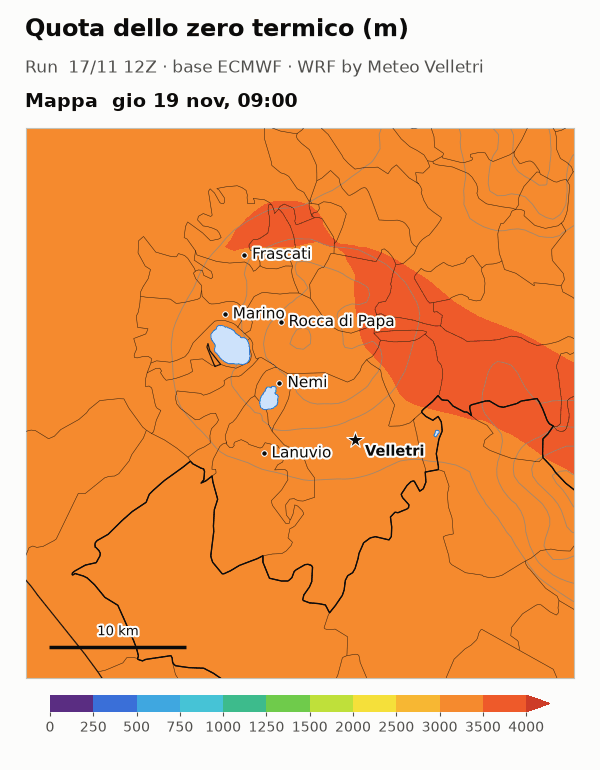 Quota dello zero termico (m)
Run  17/11 12Z · base ECMWF · WRF by Meteo Velletri
Mappa  gio 19 nov, 09:00
Frascati
Marino
Rocca di Papa
Nemi
Velletri
Lanuvio
10 km
0 250 500 750 1000 1250 1500 2000 2500 3000 3500 4000